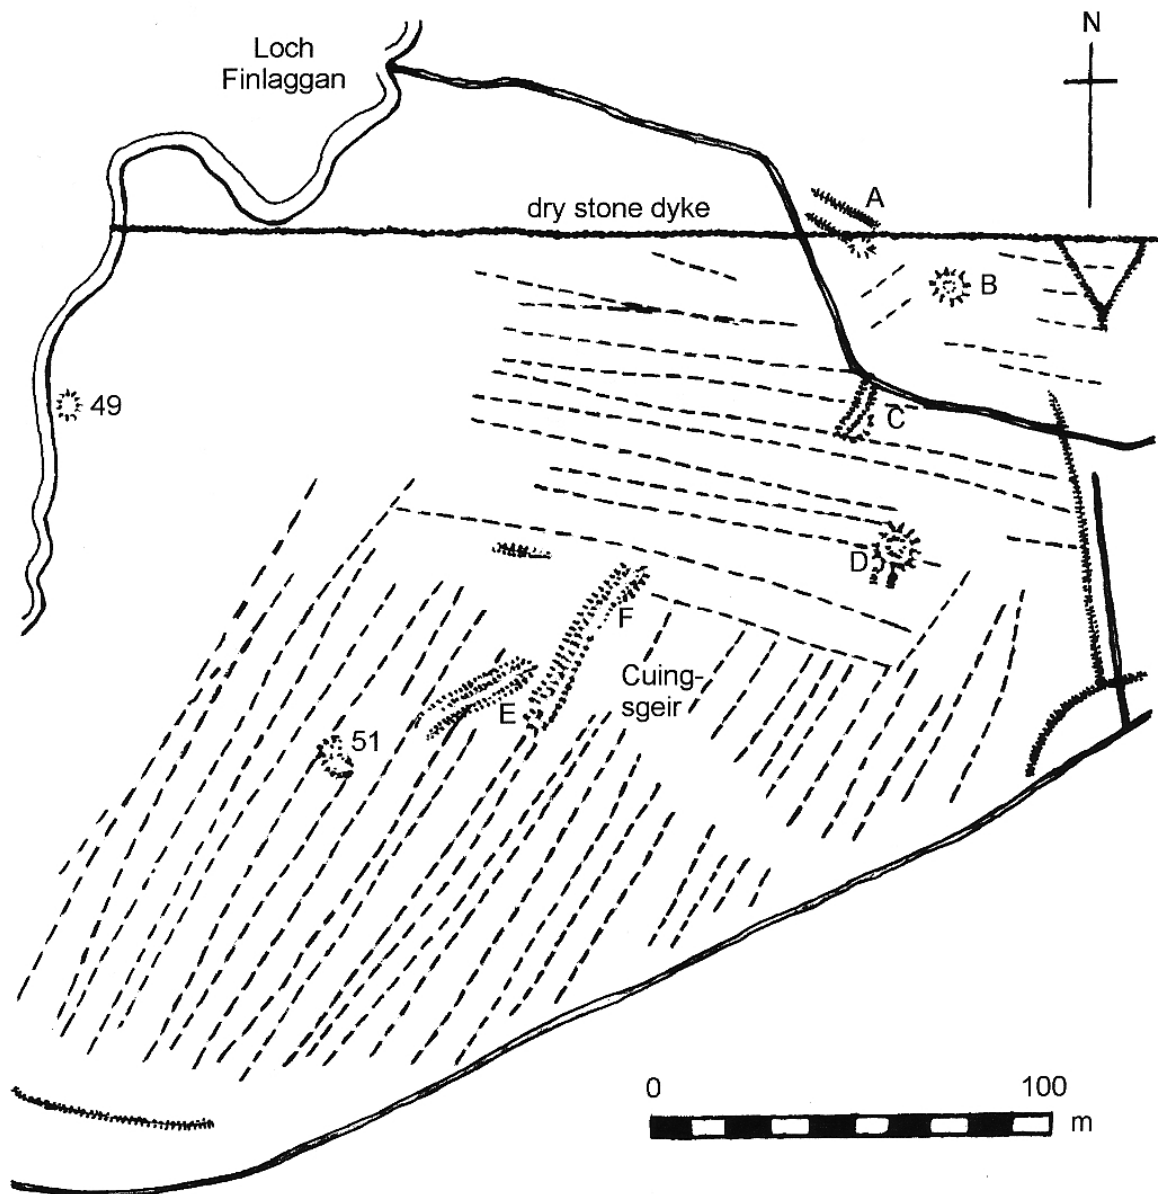 N
Loch
Finlaggan
A
dry stone dyke
B
49
C
D
F
Cuing-
sgeir
E
51
0 100
m